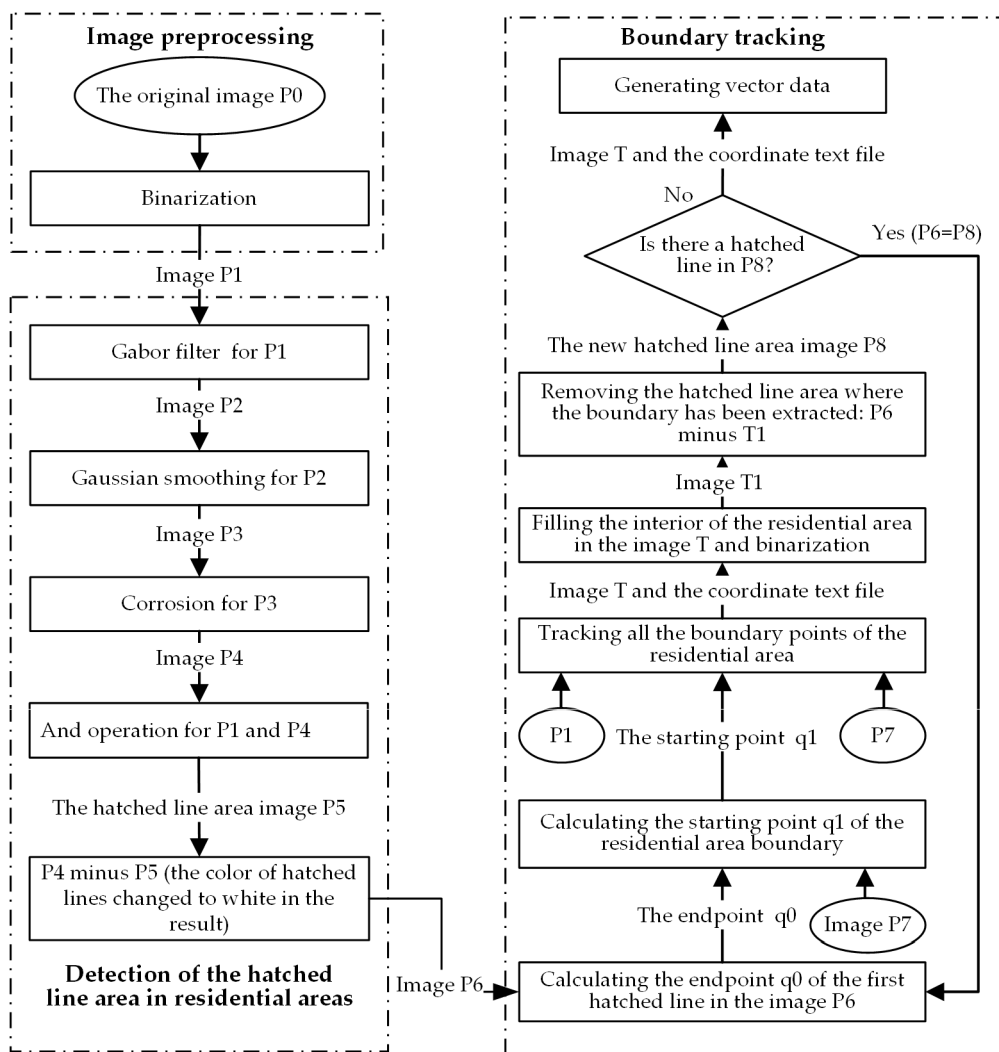 Image preprocessing
The original image P0
Binarization
Image P1
Gabor filter for P1
Image P2
Gaussian smoothing for P2
Image P3
Corrosion for P3
Image P4
And operation for P1 and P4
The hatched line area image P5
P4 minus P5 (the color of hatched
lines changed to white in the
result)
Detection of the hatched
line area in residential areas
Image P6
Boundary tracking
Generating vector data
Image T and the coordinate text file
No
Is there a hatched
line in P8?
Yes (P6=P8)
The new hatched line area image P8
Removing the hatched line area where
the boundary has been extracted: P6
minus T1
Image T1
Filling the interior of the residential area
in the image T and binarization
Image T and the coordinate text file
Tracking all the boundary points of the
residential area
P1
The starting point q1
P7
Calculating the starting point q1 of the
residential area boundary
The endpoint q0
Image P7
Calculating the endpoint q0 of the first
hatched line in the image P6